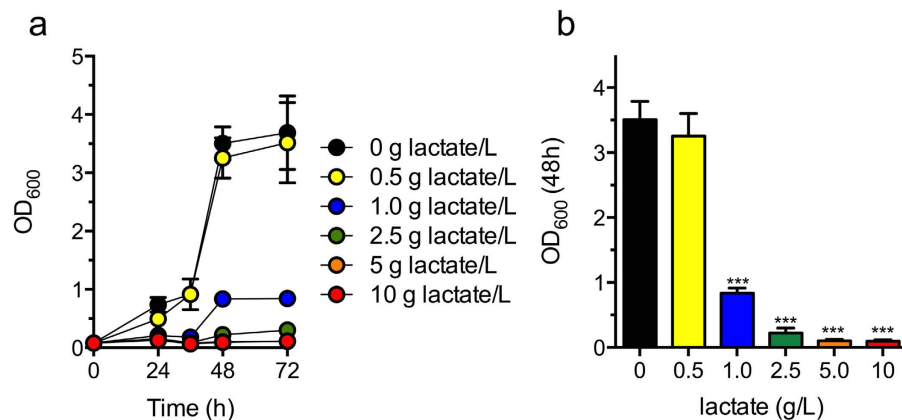 a
5
4
3
2
1
0
OD600
0 24 48 72
Time (h)
0 g lactate/L
0.5 g lactate/L
1.0 g lactate/L
2.5 g lactate/L
5 g lactate/L
10 g lactate/L
b
4
3
2
1
0
OD600 (48h)
***
***
***
***
0 0.5 1.0 2.5 5.0 10
lactate (g/L)